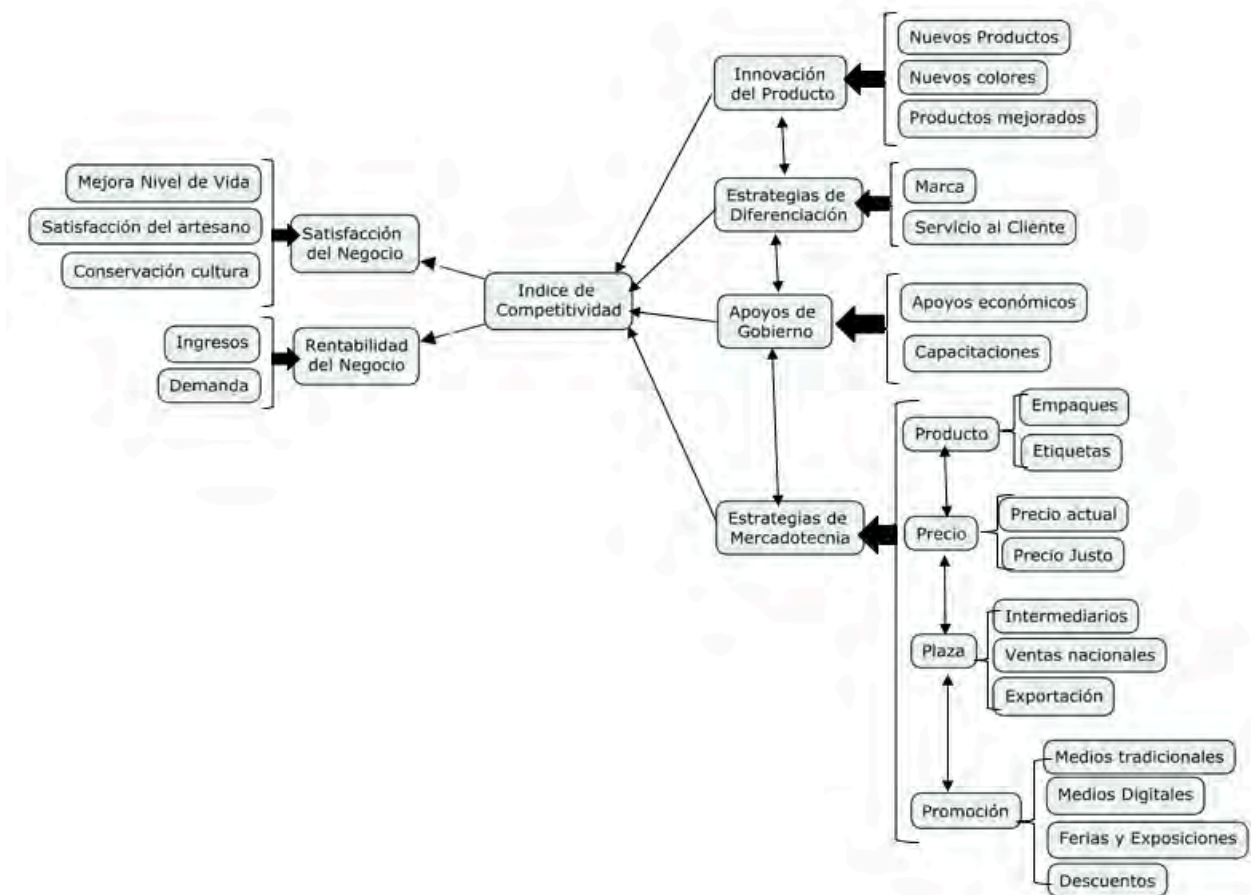 Nuevos Productos
Innovación
del Producto
Nuevos colores
Productos mejorados
Mejora Nivel de Vida
Satisfacción del artesano
Conservación cultura
Satisfacción
del Negocio
Estrategias de
Diferenciación
Marca
Servicio al Cliente
Indice de
Competitividad
Apoyos de
Gobierno
Apoyos económicos
Capacitaciones
Ingresos
Demanda
Rentabilidad
del Negocio
Estrategias de
Mercadotecnia
Producto
Empaques
Etiquetas
Precio
Precio actual
Precio Justo
Plaza
Intermediarios
Ventas nacionales
Exportación
Promoción
Medios tradicionales
Medios Digitales
Ferias y Exposiciones
Descuentos